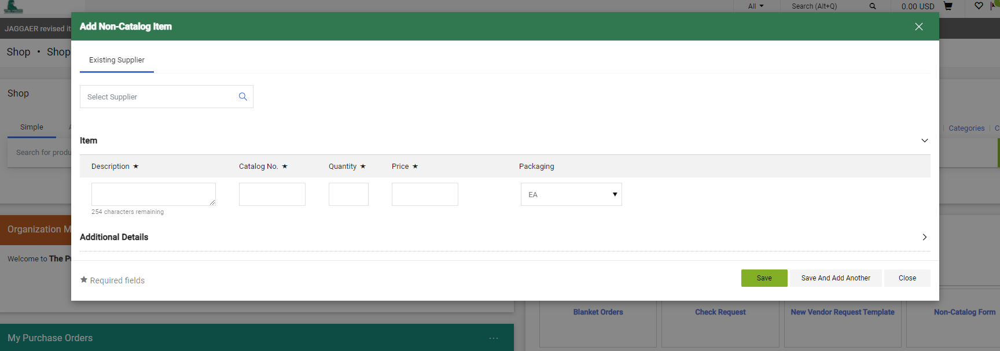 All
Search (Alt+Q)
0.00 USD
JAGGAER revised it
Add Non-Catalog Item
Shop • Shop
Existing Supplier
Shop
Select Supplier
Simple
Categories
Search for produ
Item
Description ★ Catalog No. ★ Quantity ★ Price ★ Packaging
EA
254 characters remaining
Organization M
Additional Details
Welcome to The P
★ Required fields
Save
Save And Add Another
Close
Blanket Orders
Check Request
New Vendor Request Template
Non-Catalog Form
My Purchase Orders ...